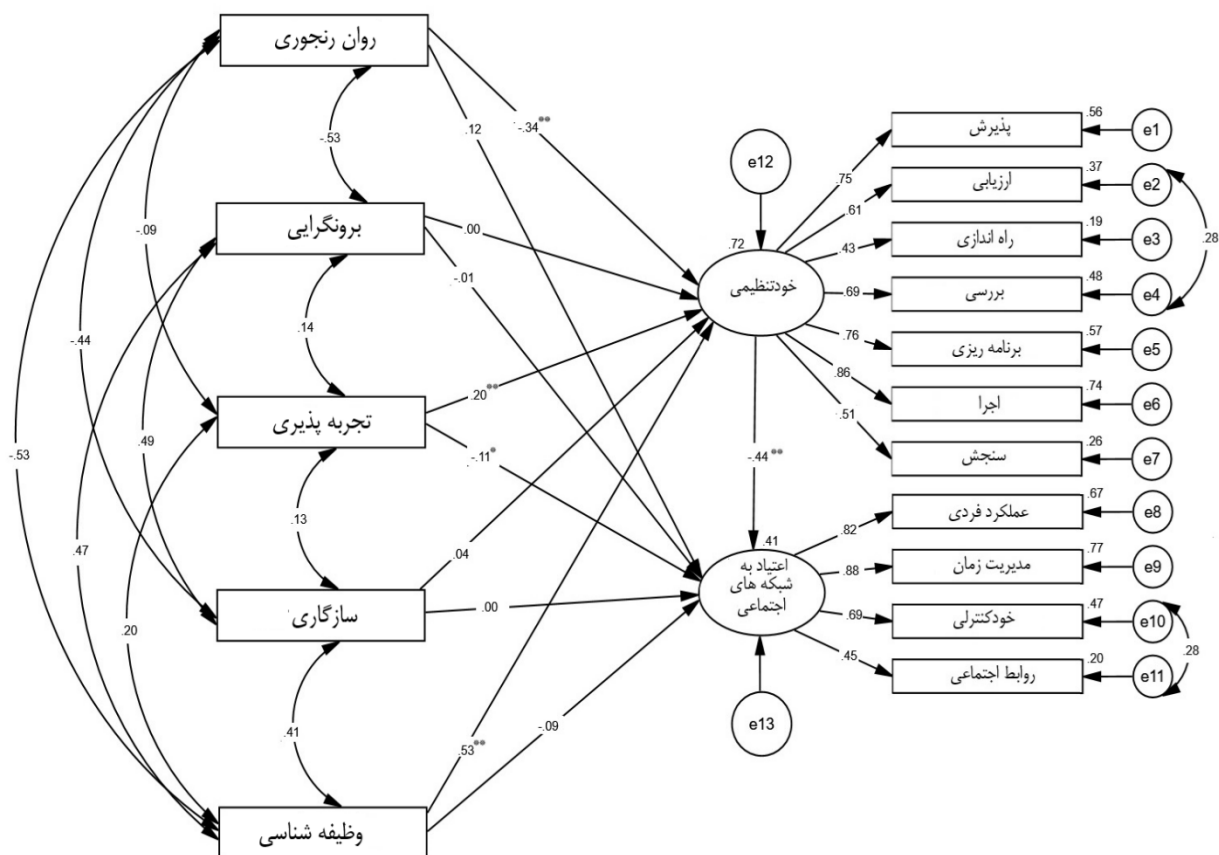 روان رنجوری
برونگرایی
تجربه پذیری
سازگاری
وظیفه شناسی
-.53
.14
.13
.41
-.09
-.44
.49
-.53
.47
.20
-.34**
.12
.00
-.01
.20**
-.11*
.04
.00
.53**
-.09
e12
.72
خودتنظیمی
-.44**
.41
اعتیاد به
شبکه های
اجتماعی
e13
.75
.61
.43
.69
.76
.86
.51
.82
.88
.69
.45
پذیرش .56 e1
ارزیابی .37 e2
راه اندازی .19 e3
بررسی .48 e4
برنامه ریزی .57 e5
اجرا .74 e6
سنجش .26 e7
عملکرد فردی .67 e8
مدیریت زمان .77 e9
خودکنترلی .47 e10
روابط اجتماعی .20 e11
.28
.28